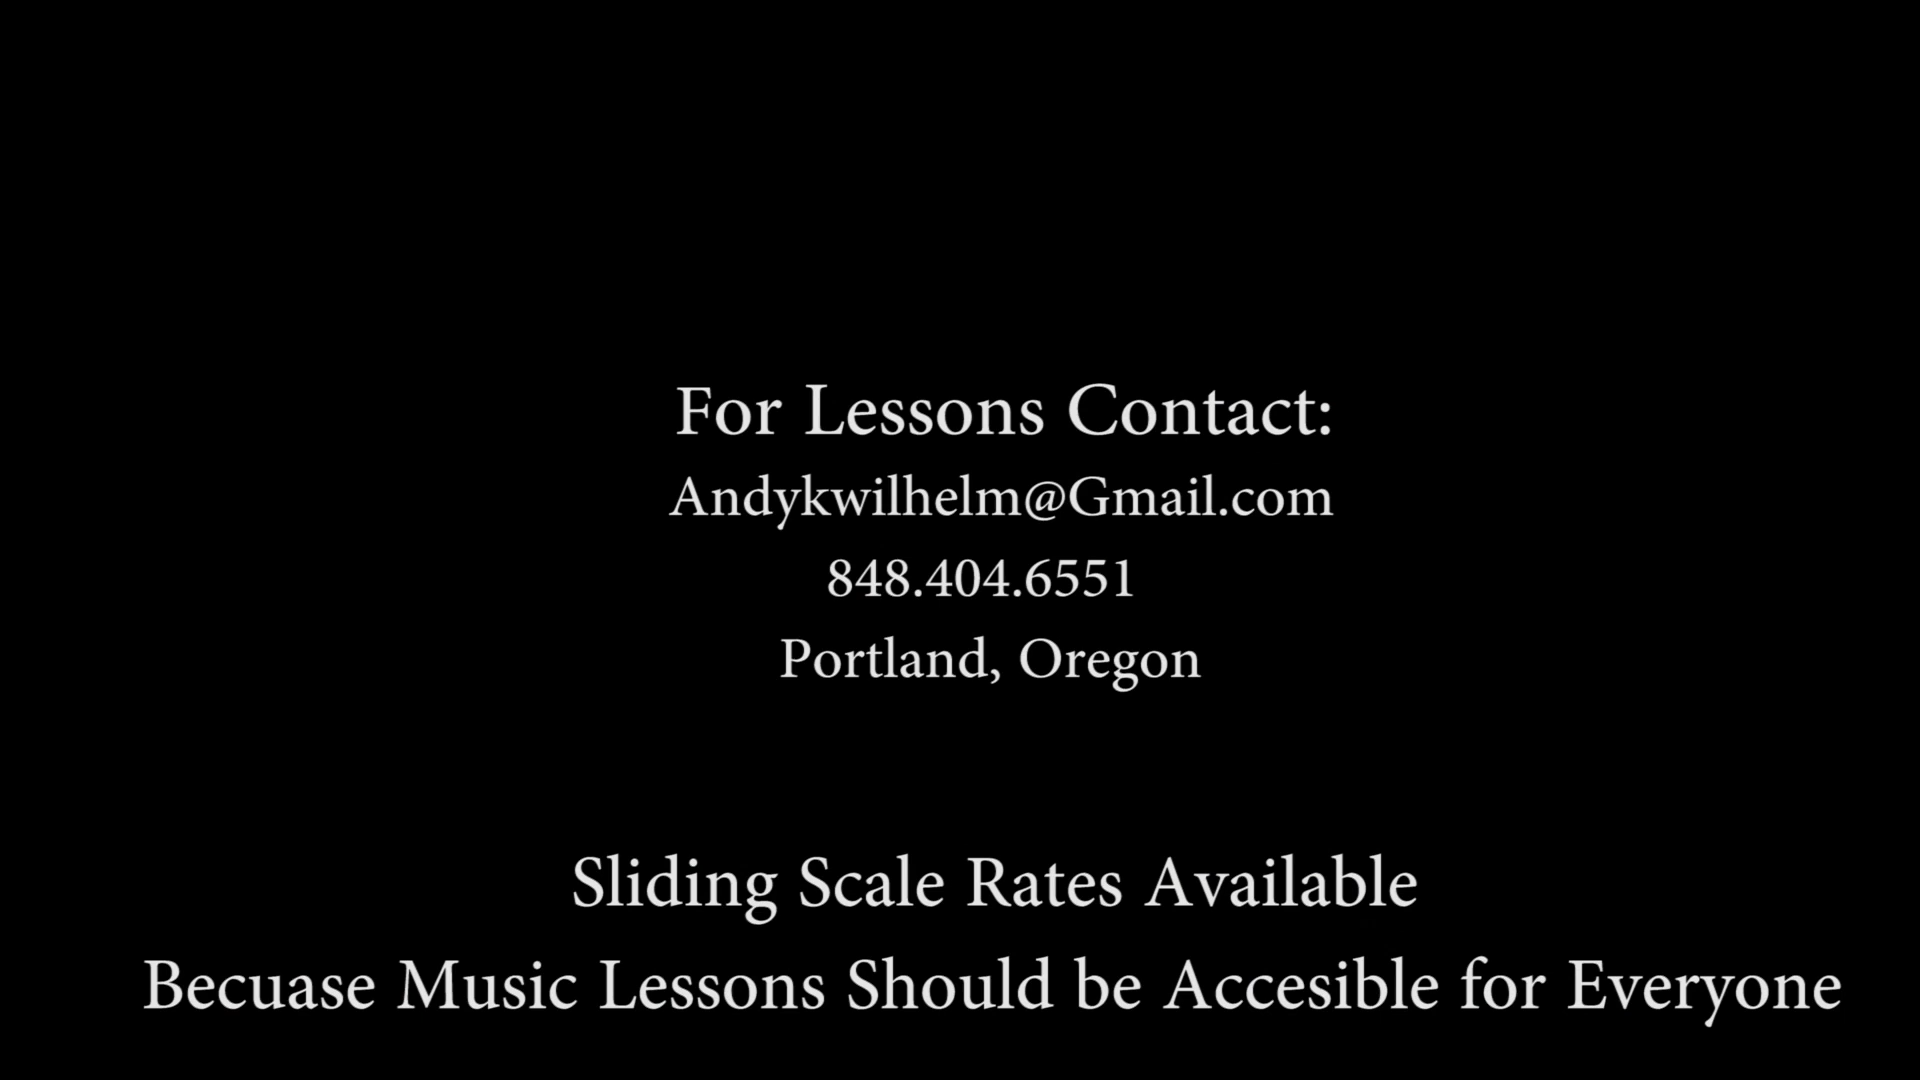 For Lessons Contact:
Andykwilhelm@Gmail.com
848.404.6551
Portland, Oregon
Sliding Scale Rates Available
Becuase Music Lessons Should be Accesible for Everyone